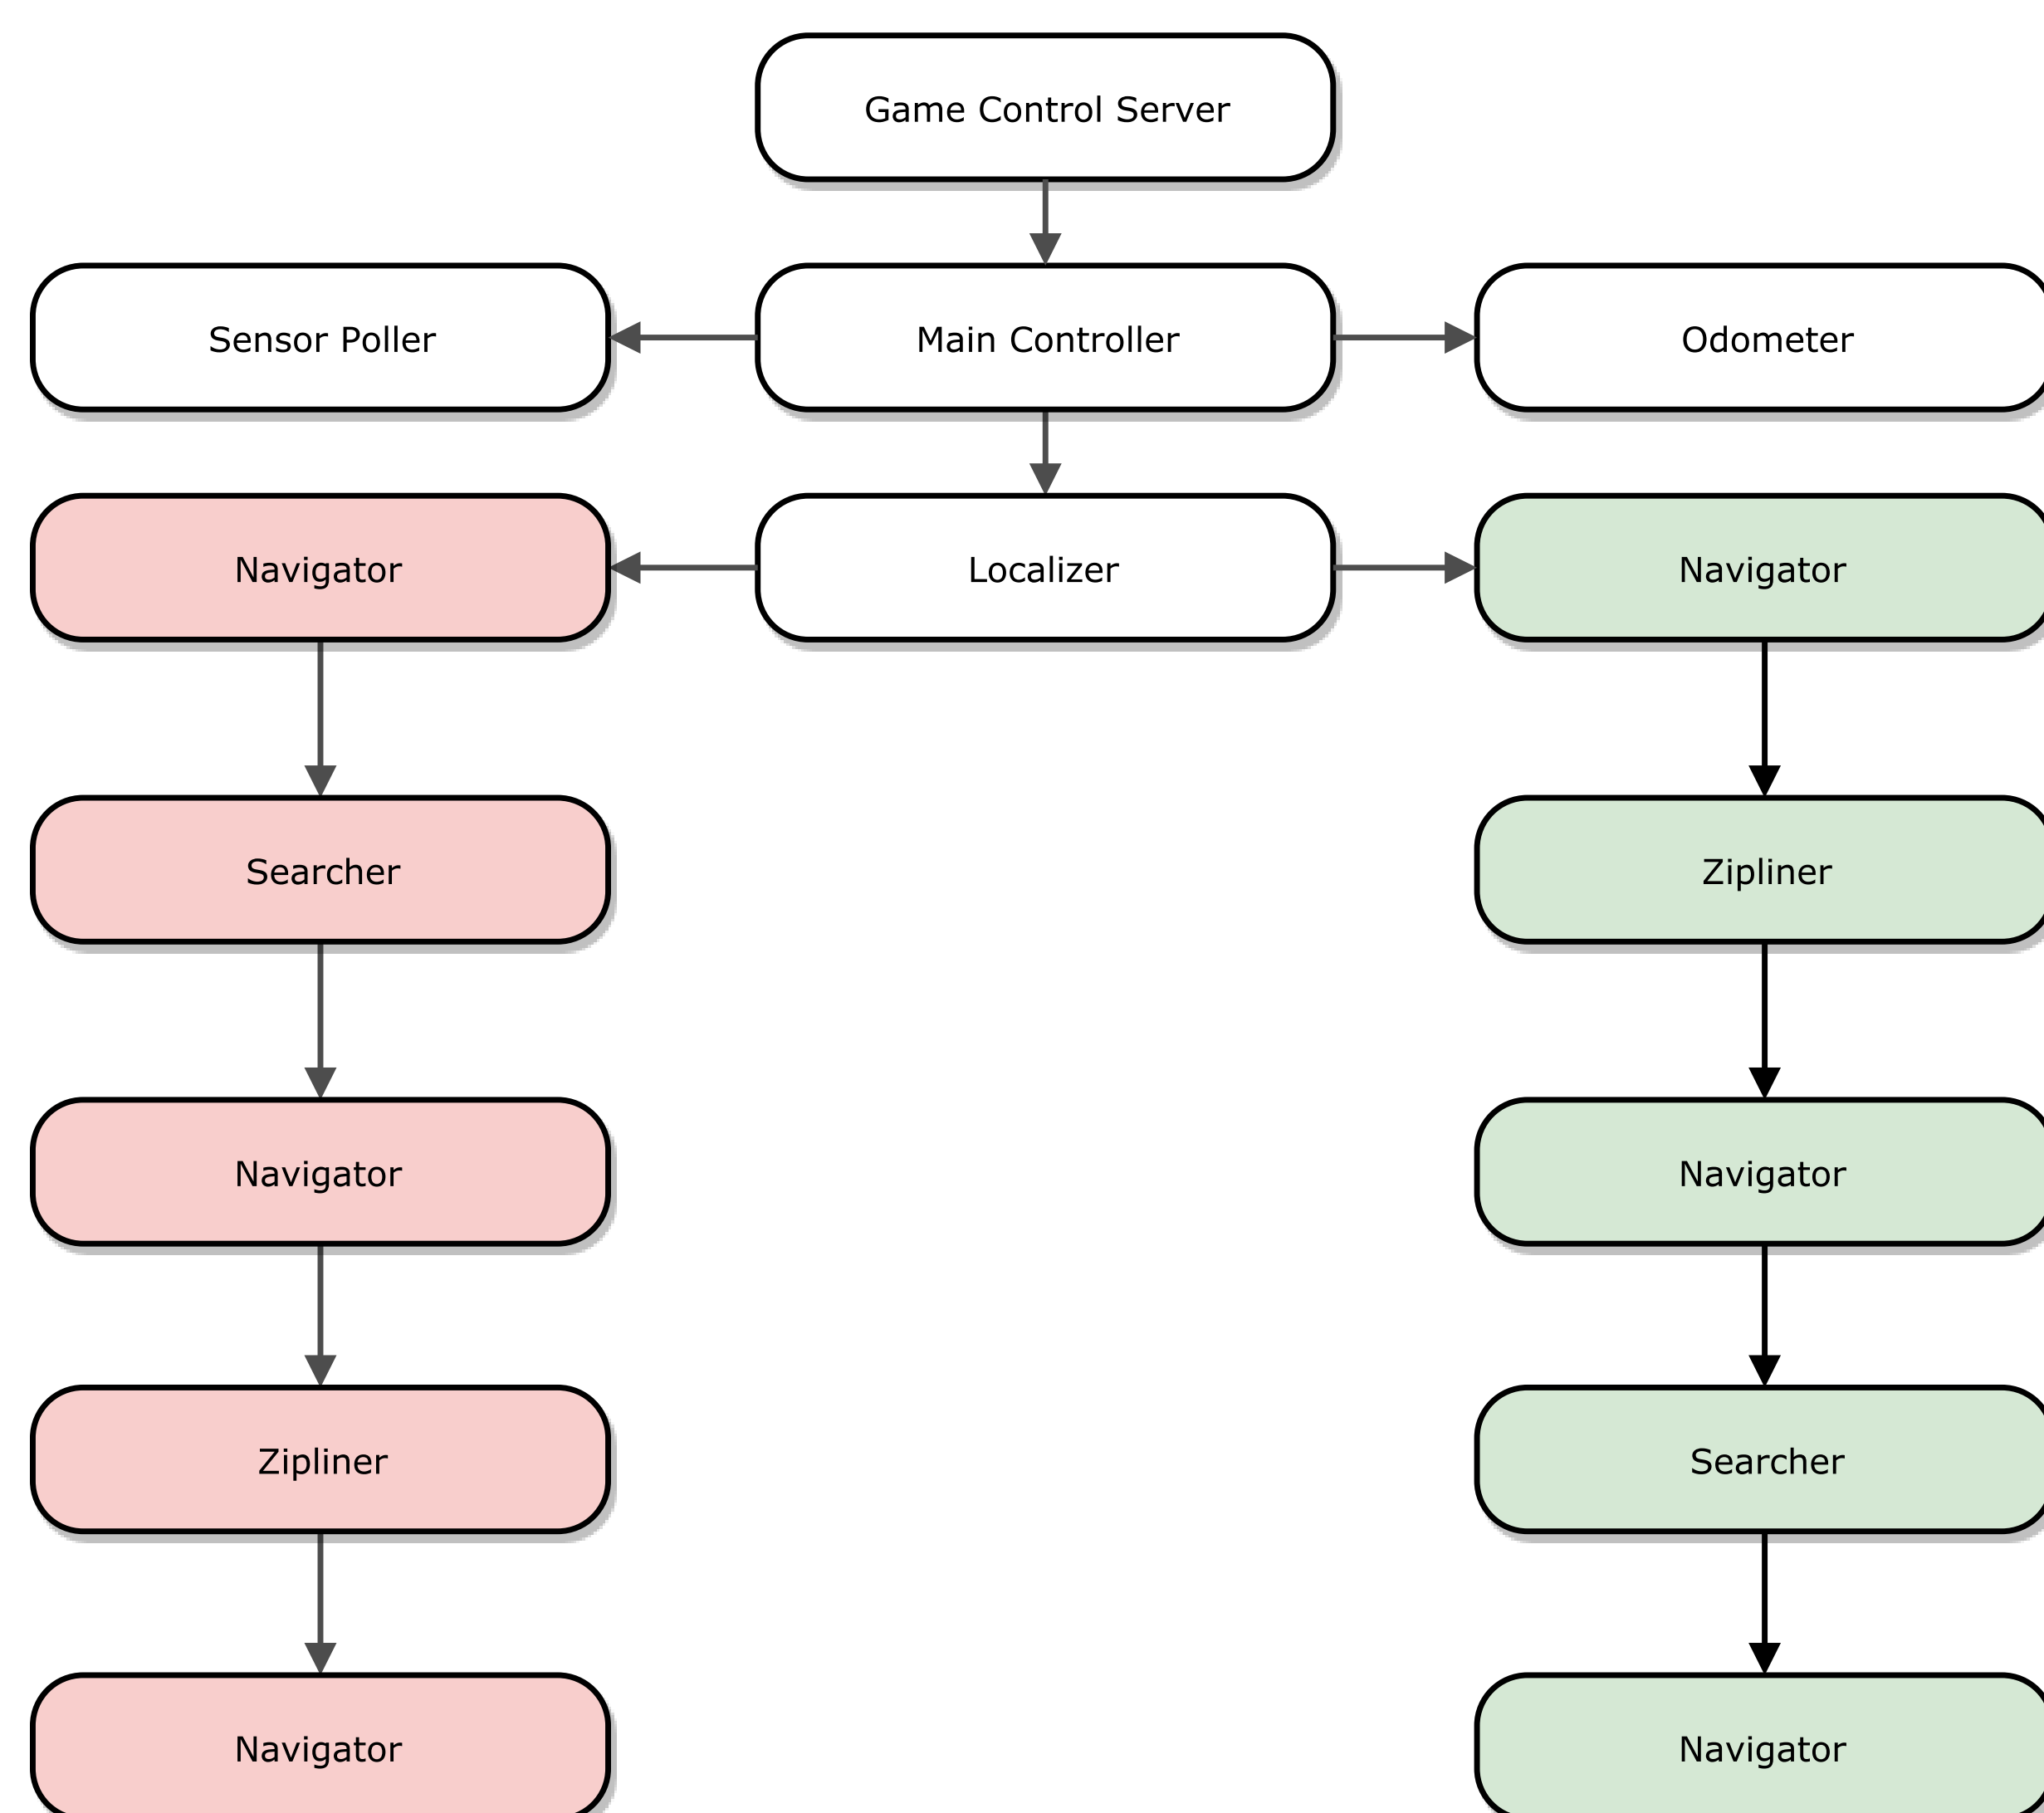 Game Control Server
Sensor Poller
Main Controller
Odometer
Navigator
Localizer
Navigator
Searcher
Zipliner
Navigator
Navigator
Zipliner
Searcher
Navigator
Navigator